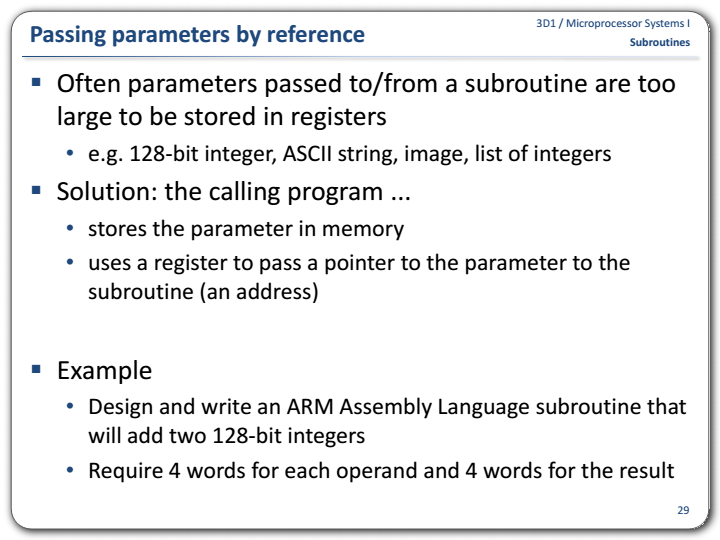 Passing parameters by reference
3D1 / Microprocessor Systems I
Subroutines
▪ Often parameters passed to/from a subroutine are too
large to be stored in registers
• e.g. 128-bit integer, ASCII string, image, list of integers
▪ Solution: the calling program ...
• stores the parameter in memory
• uses a register to pass a pointer to the parameter to the
subroutine (an address)
▪ Example
• Design and write an ARM Assembly Language subroutine that
will add two 128-bit integers
• Require 4 words for each operand and 4 words for the result
29